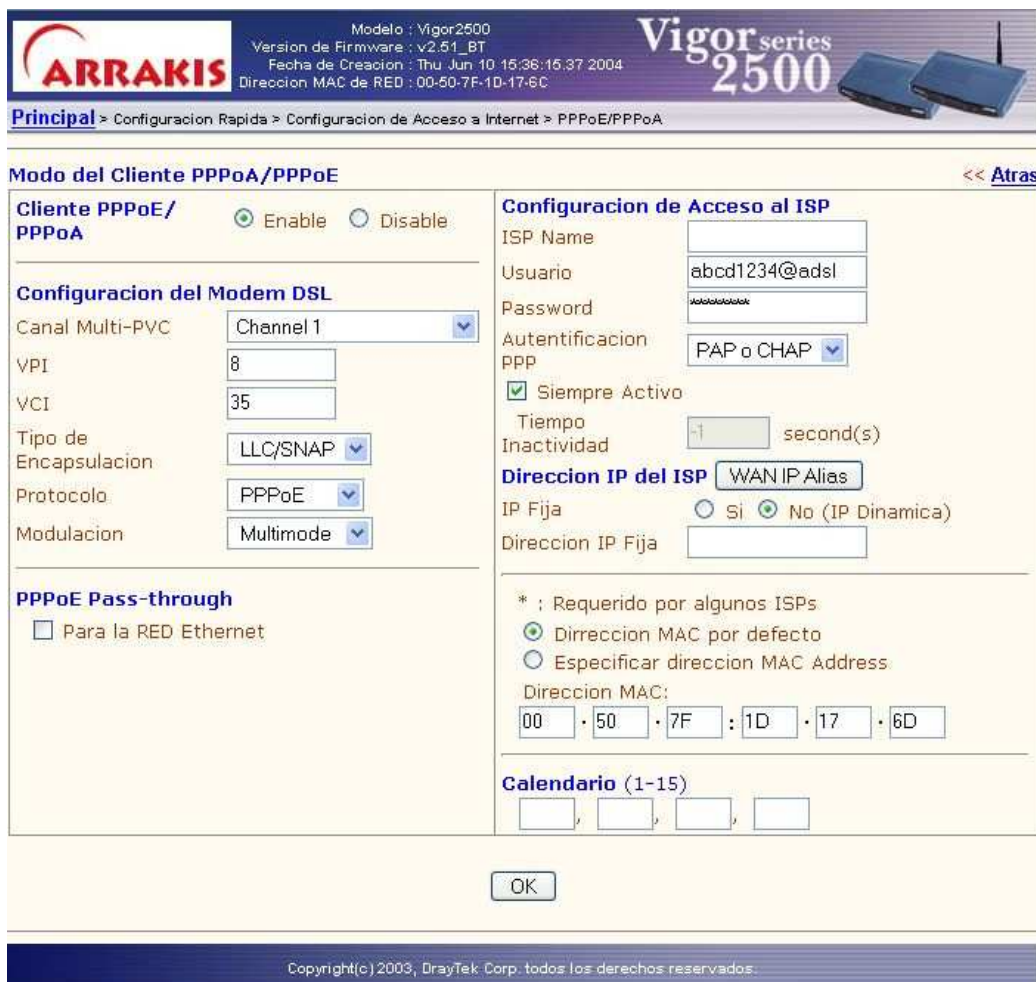 ARRAKIS
Modelo : Vigor2500
Version de Firmware : v2.51_BT
Fecha de Creacion : Thu Jun 10 15:36:15.37 2004
Direccion MAC de RED : 00-50-7F-1D-17-6C
Vigor series
2500
Principal > Configuracion Rapida > Configuracion de Acceso a Internet > PPPoE/PPPoA
Modo del Cliente PPPoA/PPPoE
<< Atras
Cliente PPPoE/
PPPoA
Enable Disable
Configuracion del Modem DSL
Canal Multi-PVC Channel 1
VPI 8
VCI 35
Tipo de
Encapsulacion LLC/SNAP
Protocolo PPPoE
Modulacion Multimode
PPPoE Pass-through
Para la RED Ethernet
Configuracion de Acceso al ISP
ISP Name
Usuario abcd1234@adsl
Password **********
Autentificacion
PPP PAP o CHAP
Siempre Activo
Tiempo
Inactividad -1 second(s)
Direccion IP del ISP WAN IP Alias
IP Fija Si No (IP Dinamica)
Direccion IP Fija
* : Requerido por algunos ISPs
Dirreccion MAC por defecto
Especificar direccion MAC Address
Direccion MAC:
00 · 50 · 7F : 1D · 17 · 6D
Calendario (1-15)
, , ,
OK
Copyright(c) 2003, DrayTek Corp. todos los derechos reservados.